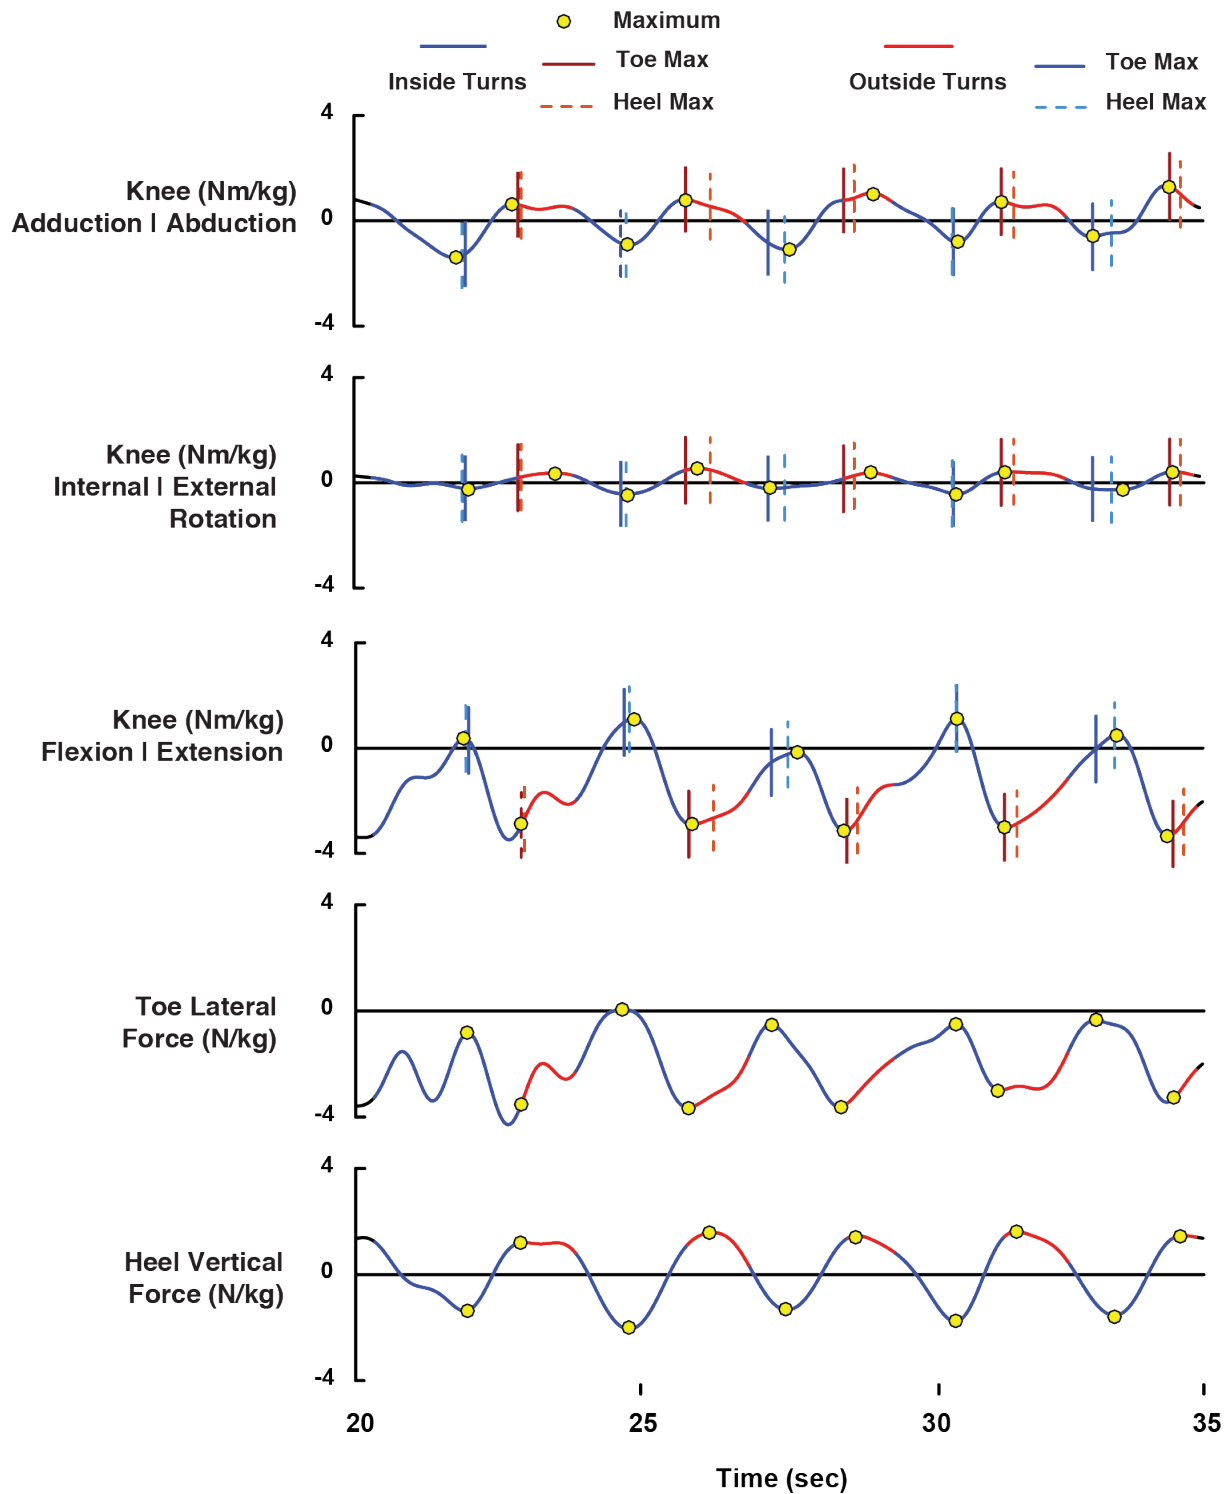 Maximum
Inside Turns
Toe Max
Heel Max
Outside Turns
Toe Max
Heel Max
4
Knee (Nm/kg)
Adduction | Abduction
0
-4
4
Knee (Nm/kg)
Internal | External
Rotation
0
-4
4
Knee (Nm/kg)
Flexion | Extension
0
-4
4
Toe Lateral
Force (N/kg)
0
-4
4
Heel Vertical
Force (N/kg)
0
-4
20 25 30 35
Time (sec)